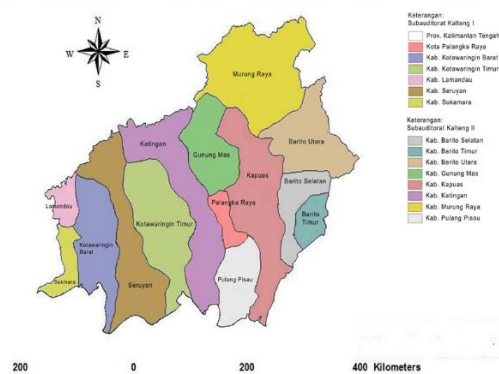 N
W E
S
Murung Raya
Barito Utara
Katingan
Gunung Mas
Kapuas
Barito Selatan
Lamandau
Palangka Raya
Barito
Timur
Kotawaringin Timur
Kotawaringin
Barat
Sukmara
Seruyan
Pulang Pisau
Keterangan:
Subauditorat Kalteng I
Prov. Kalimantan Tengah
Kota Palangka Raya
Kab. Kotawaringin Barat
Kab. Kotawaringin Timur
Kab. Lamandau
Kab. Seruyan
Kab. Sukamara
Keterangan:
Subauditorat Kalteng II
Kab. Barito Selatan
Kab. Barito Timur
Kab. Barito Utara
Kab. Gunung Mas
Kab. Kapuas
Kab. Katingan
Kab. Murung Raya
Kab. Pulang Pisau
200 0 200 400 Kilometers